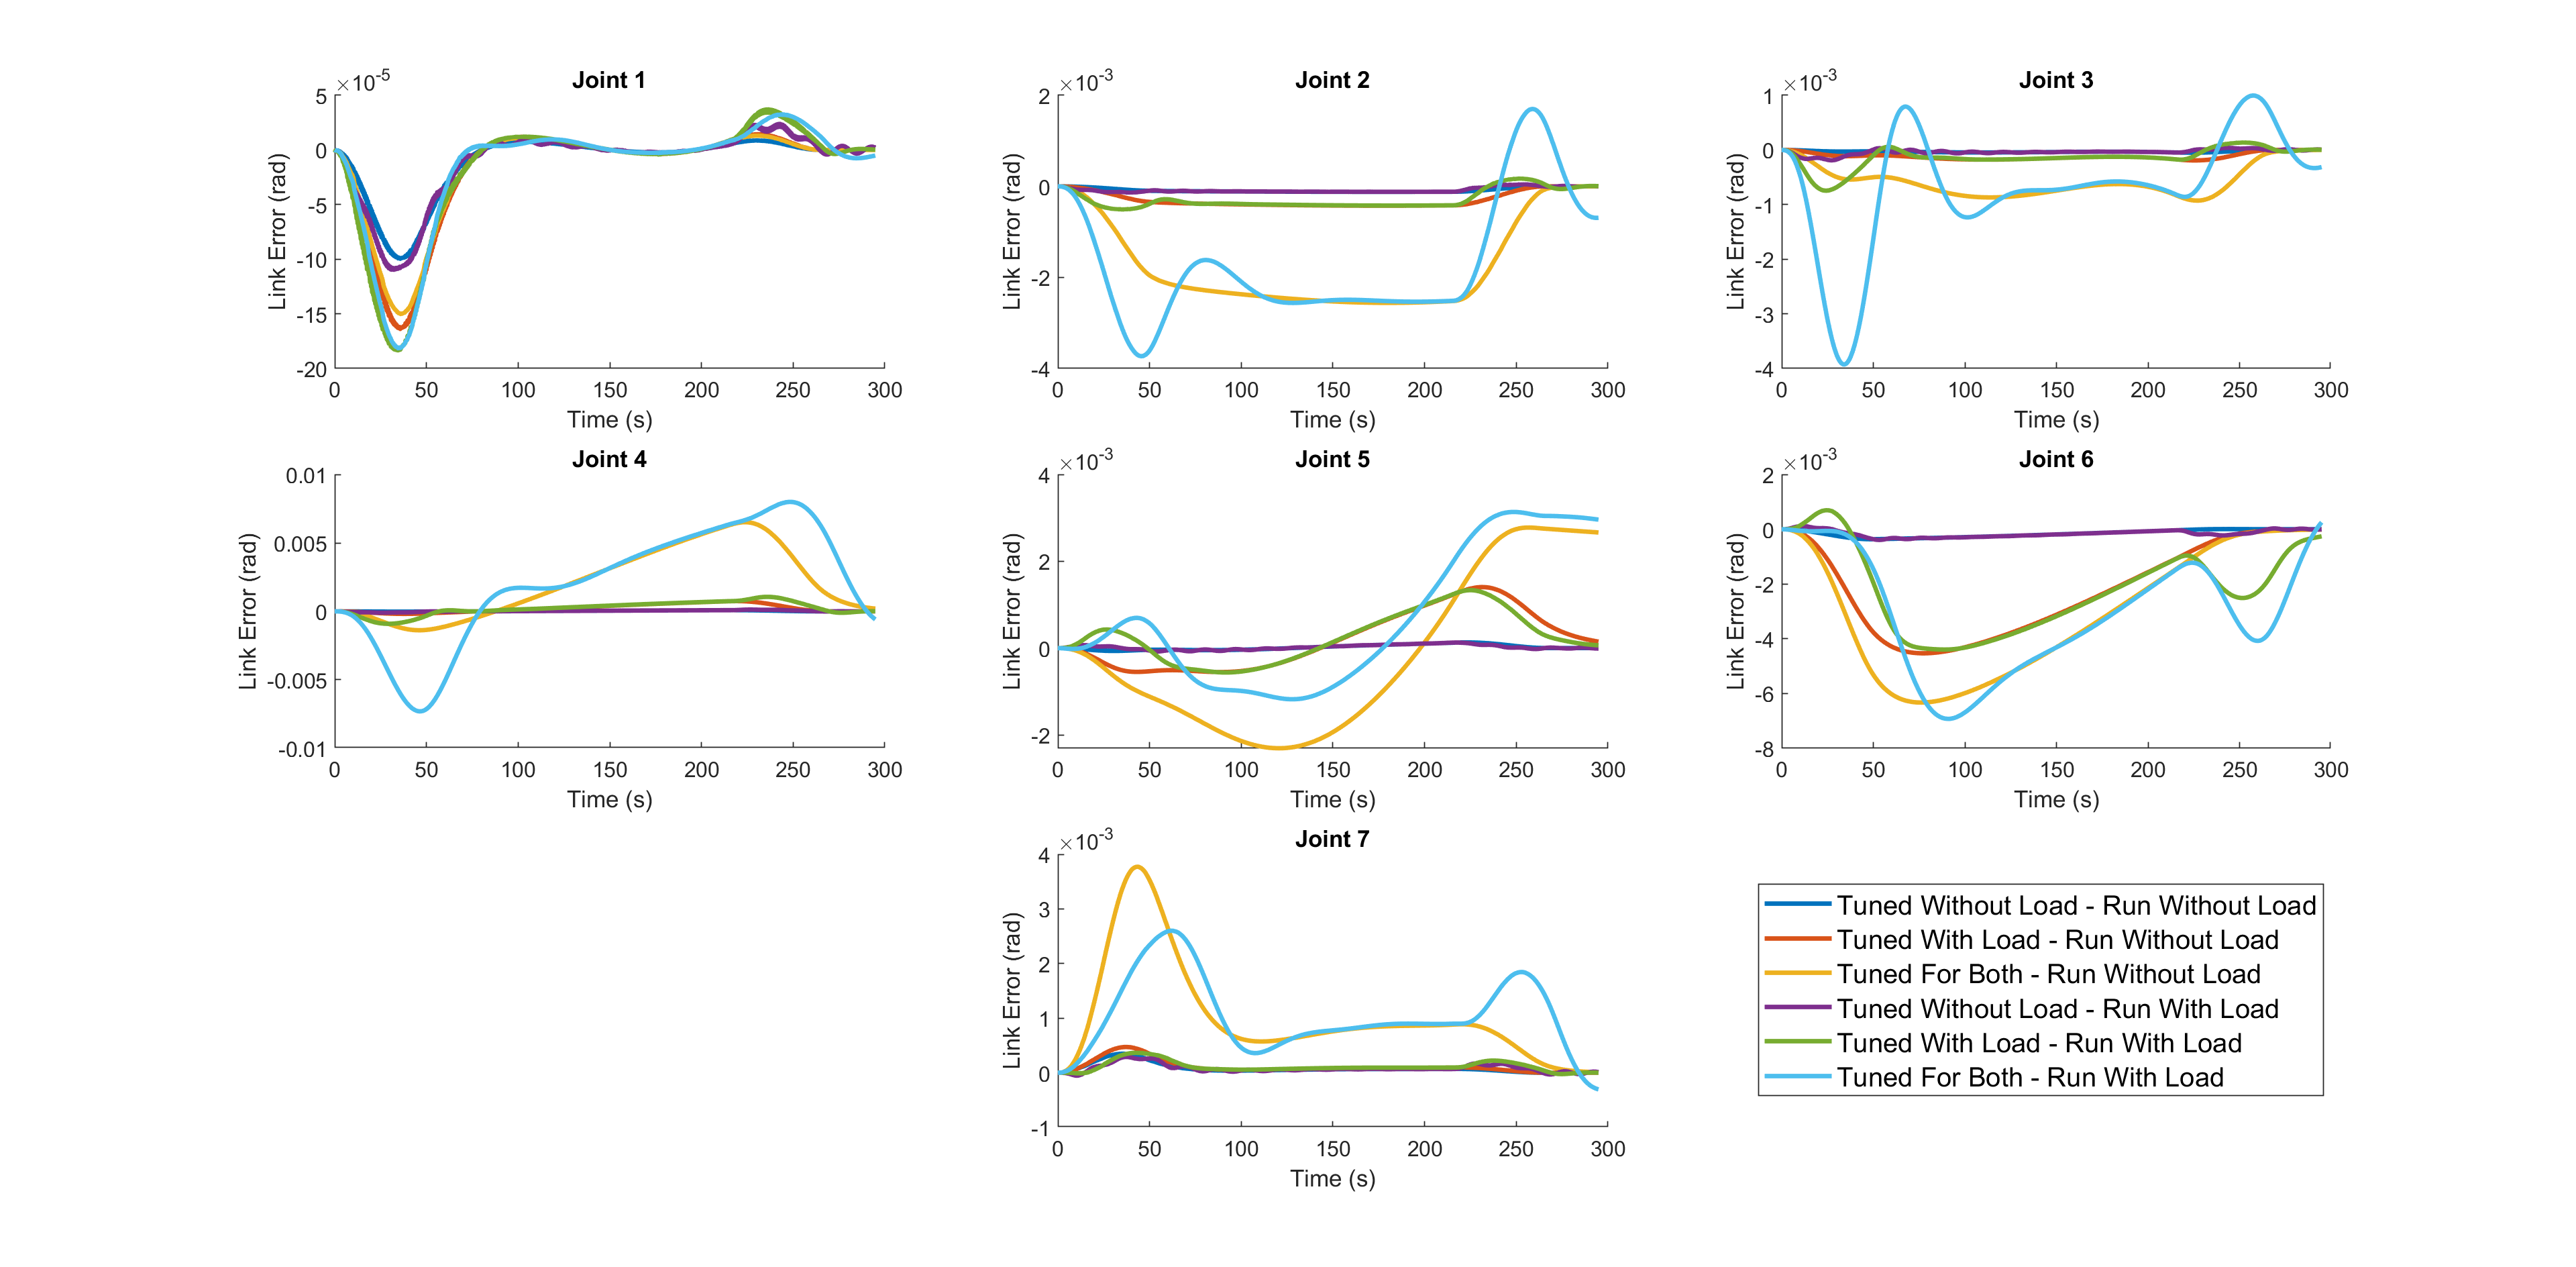 Joint 1
×10-5
5
0
-5
-10
-15
-20
Link Error (rad)
0 50 100 150 200 250 300
Time (s)
Joint 2
×10-3
2
0
-2
-4
Link Error (rad)
0 50 100 150 200 250 300
Time (s)
Joint 3
×10-3
1
0
-1
-2
-3
-4
Link Error (rad)
0 50 100 150 200 250 300
Time (s)
Joint 4
0.01
0.005
0
-0.005
-0.01
Link Error (rad)
0 50 100 150 200 250 300
Time (s)
Joint 5
×10-3
4
2
0
-2
Link Error (rad)
0 50 100 150 200 250 300
Time (s)
Joint 6
×10-3
2
0
-2
-4
-6
-8
Link Error (rad)
0 50 100 150 200 250 300
Time (s)
Joint 7
×10-3
4
3
2
1
0
-1
Link Error (rad)
0 50 100 150 200 250 300
Time (s)
Tuned Without Load - Run Without Load
Tuned With Load - Run Without Load
Tuned For Both - Run Without Load
Tuned Without Load - Run With Load
Tuned With Load - Run With Load
Tuned For Both - Run With Load